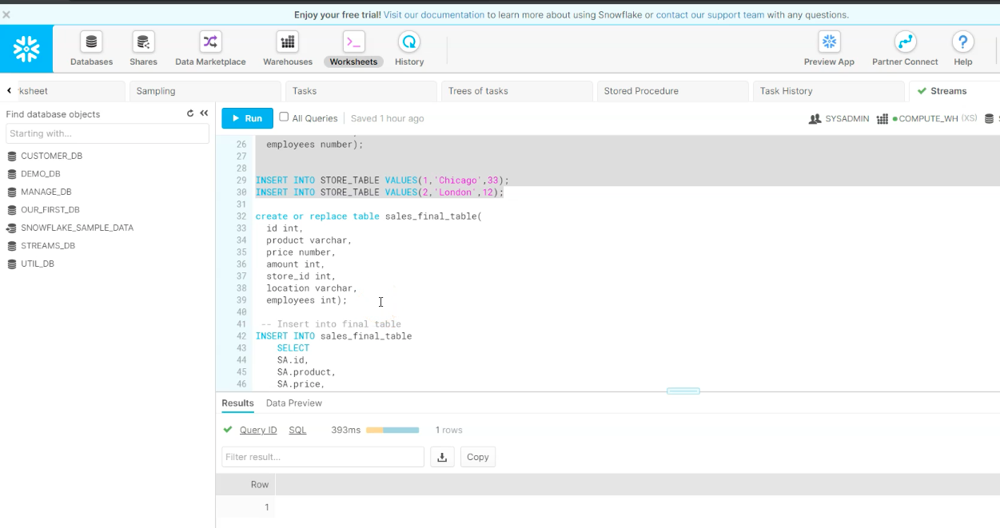 Enjoy your free trial! Visit our documentation to learn more about using Snowflake or contact our support team with any questions.
Databases
Shares
Data Marketplace
Warehouses
Worksheets
History
Preview App
Partner Connect
Help
ksheet
Sampling
Tasks
Trees of tasks
Stored Procedure
Task History
Streams
Find database objects
Starting with...
CUSTOMER_DB
DEMO_DB
MANAGE_DB
OUR_FIRST_DB
SNOWFLAKE_SAMPLE_DATA
STREAMS_DB
UTIL_DB
Run
All Queries
Saved 1 hour ago
SYSADMIN
COMPUTE_WH (XS)
26 employees number);
27
28
29 INSERT INTO STORE_TABLE VALUES(1,'Chicago',33);
30 INSERT INTO STORE_TABLE VALUES(2,'London',12);
31
32 create or replace table sales_final_table(
33 id int,
34 product varchar,
35 price number,
36 amount int,
37 store_id int,
38 location varchar,
39 employees int);
40
41 -- Insert into final table
42 INSERT INTO sales_final_table
43 SELECT
44 SA.id,
45 SA.product,
46 SA.price,
Results
Data Preview
Query ID
SQL
393ms
1 rows
Filter result...
Copy
Row
1